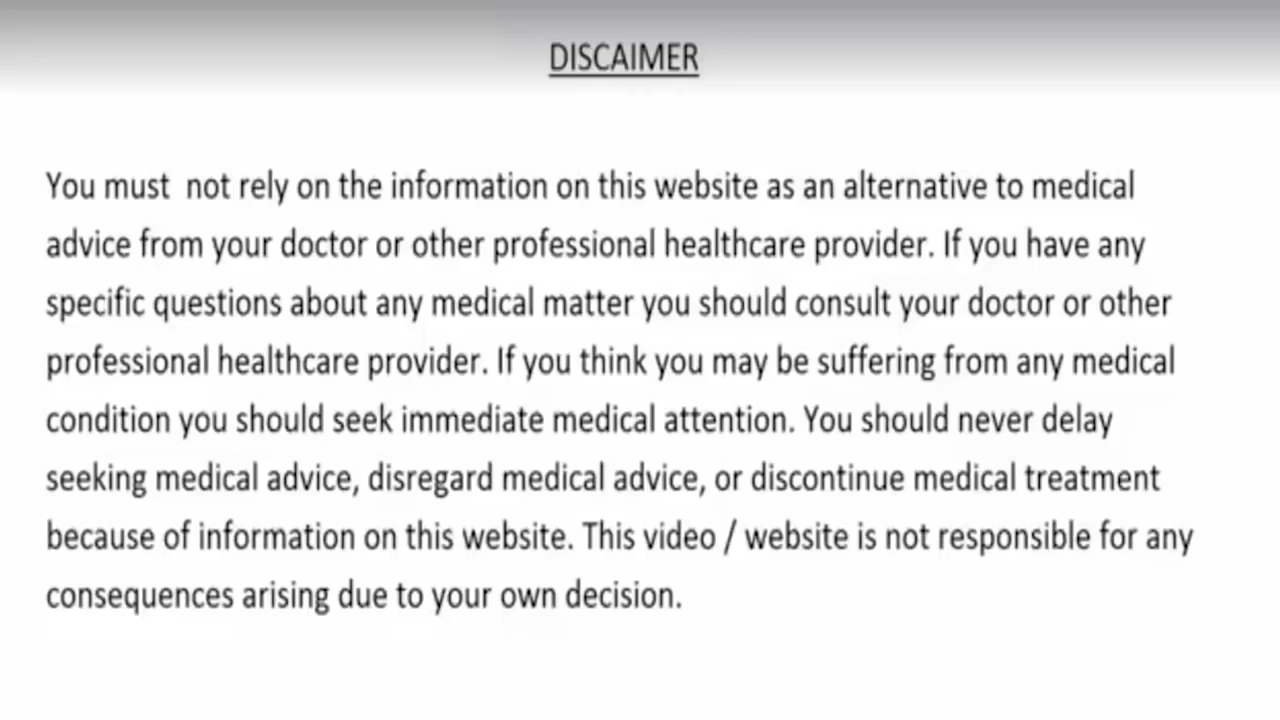 DISCAIMER
You must  not rely on the information on this website as an alternative to medical
advice from your doctor or other professional healthcare provider. If you have any
specific questions about any medical matter you should consult your doctor or other
professional healthcare provider. If you think you may be suffering from any medical
condition you should seek immediate medical attention. You should never delay
seeking medical advice, disregard medical advice, or discontinue medical treatment
because of information on this website. This video / website is not responsible for any
consequences arising due to your own decision.